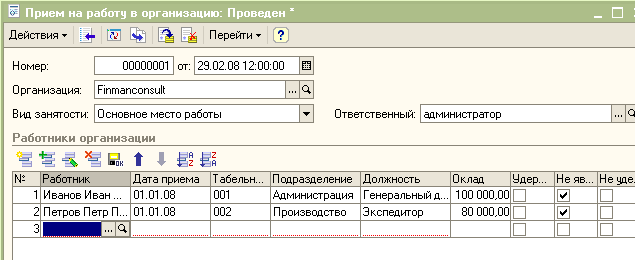 Прием на работу в организацию: Проведен *
Действия Перейти ?
Номер: 00000001 от: 29.02.08 12:00:00
Организация: Finmanconsult ...
Вид занятости: Основное место работы Ответственный: администратор ...
Работники организации
№ Работник Дата приема Табельн... Подразделение Должность Оклад Удер... Не яв... Не уде...
1 Иванов Иван ... 01.01.08 001 Администрация Генеральный д... 100 000,00
2 Петров Петр П... 01.01.08 002 Производство Экспедитор 80 000,00
3 ...